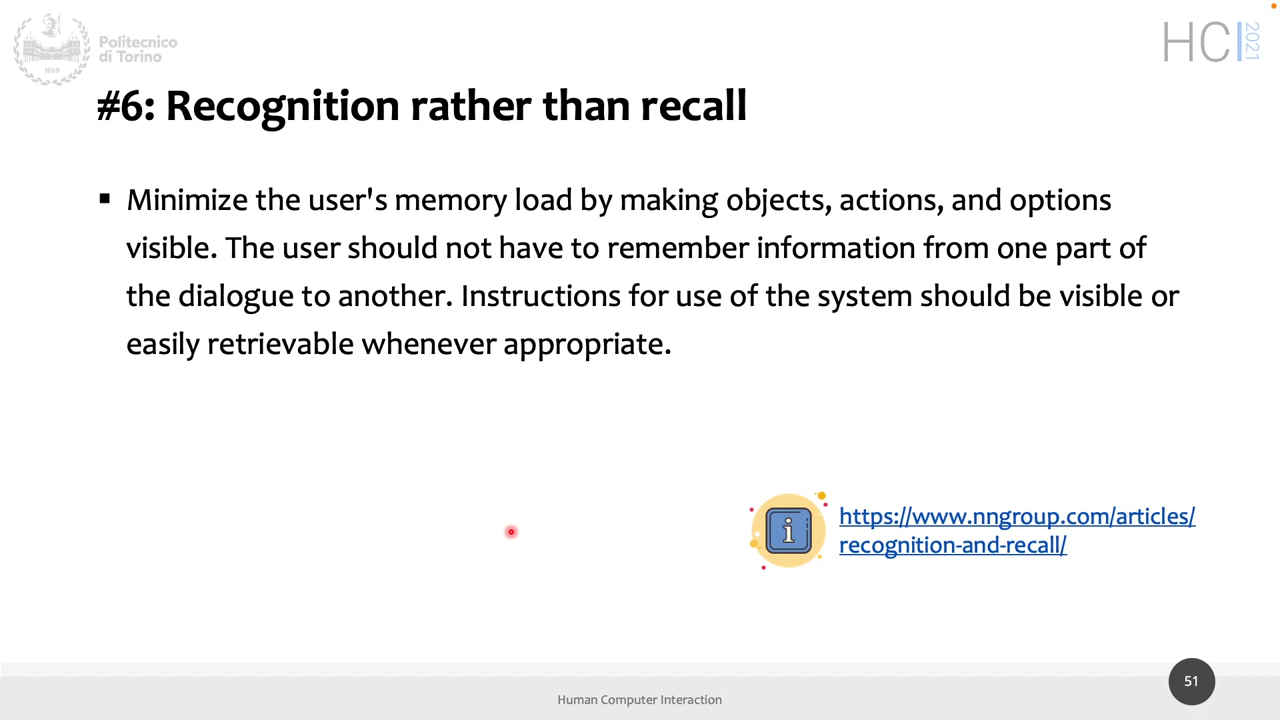 Politecnico
di Torino
1859
HCI 2021
#6: Recognition rather than recall
▪ Minimize the user's memory load by making objects, actions, and options
visible. The user should not have to remember information from one part of
the dialogue to another. Instructions for use of the system should be visible or
easily retrievable whenever appropriate.
i
https://www.nngroup.com/articles/
recognition-and-recall/
Human Computer Interaction
51